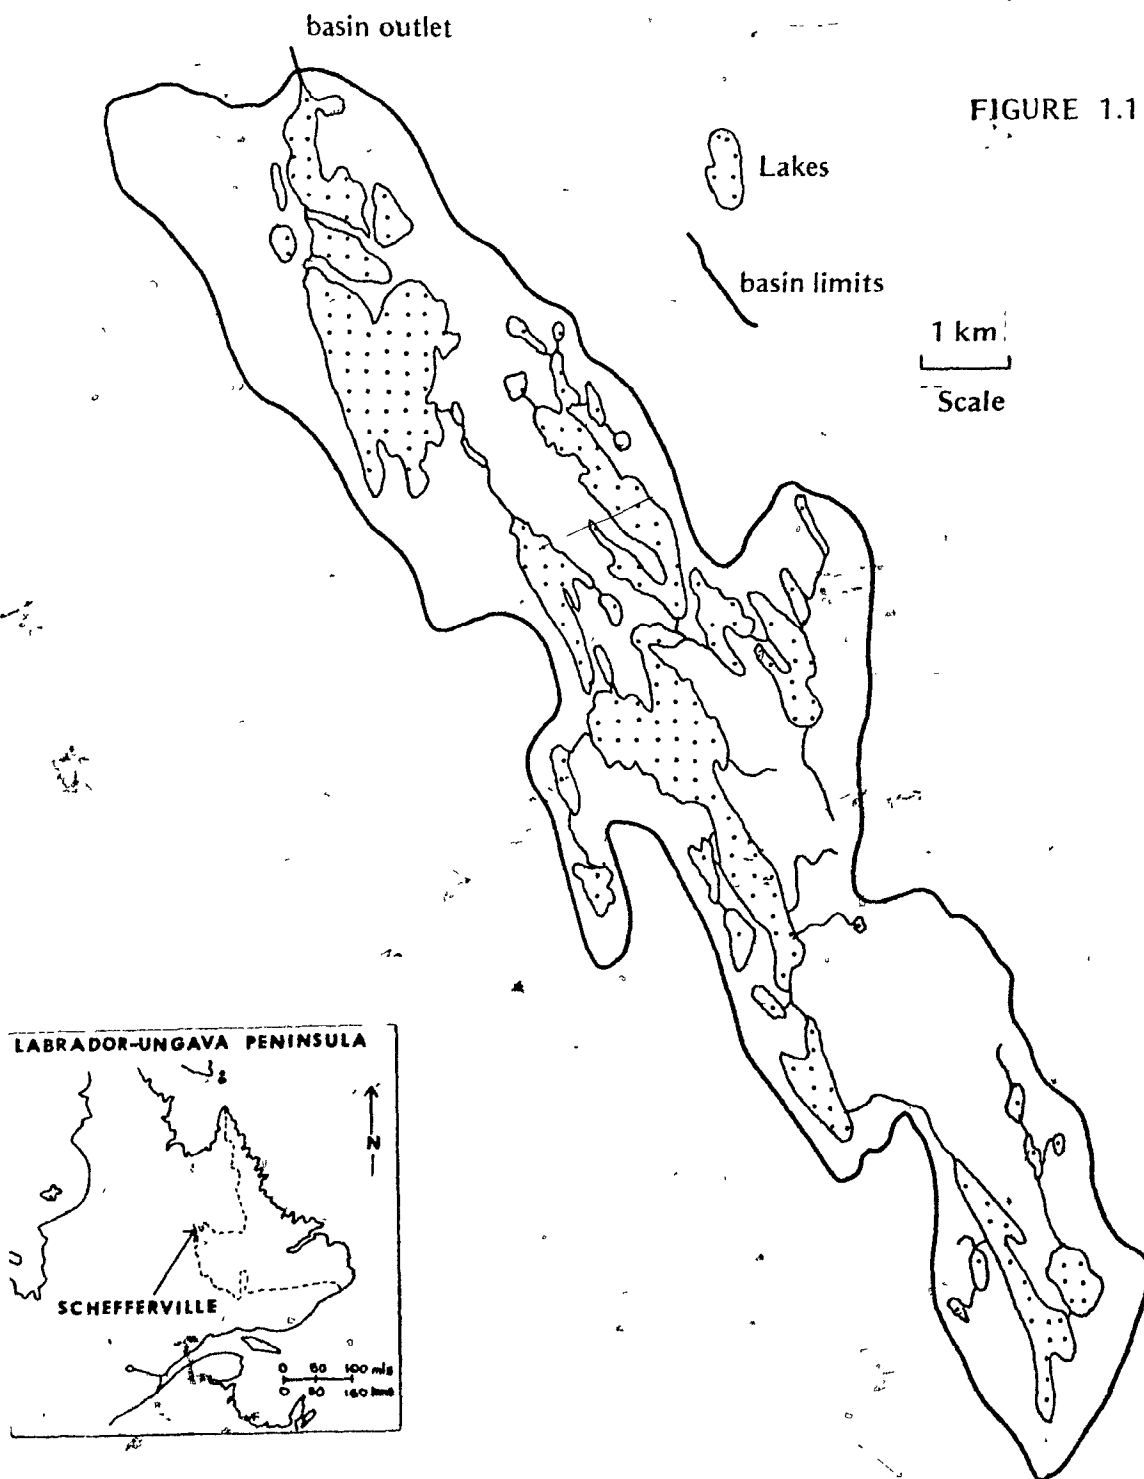 basin outlet
FIGURE 1.1
Lakes
basin limits
1 km
Scale
LABRADOR-UNGAVA PENINSULA
N
SCHEFFERVILLE
0 50 100 mls
0 80 160 kms